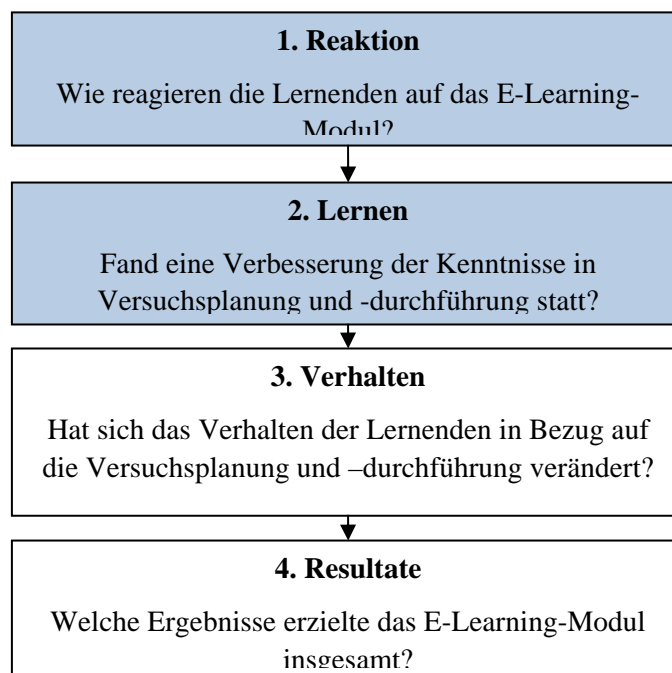 1. Reaktion
Wie reagieren die Lernenden auf das E-Learning-
Modul?
2. Lernen
Fand eine Verbesserung der Kenntnisse in
Versuchsplanung und -durchführung statt?
3. Verhalten
Hat sich das Verhalten der Lernenden in Bezug auf
die Versuchsplanung und –durchführung verändert?
4. Resultate
Welche Ergebnisse erzielte das E-Learning-Modul
insgesamt?